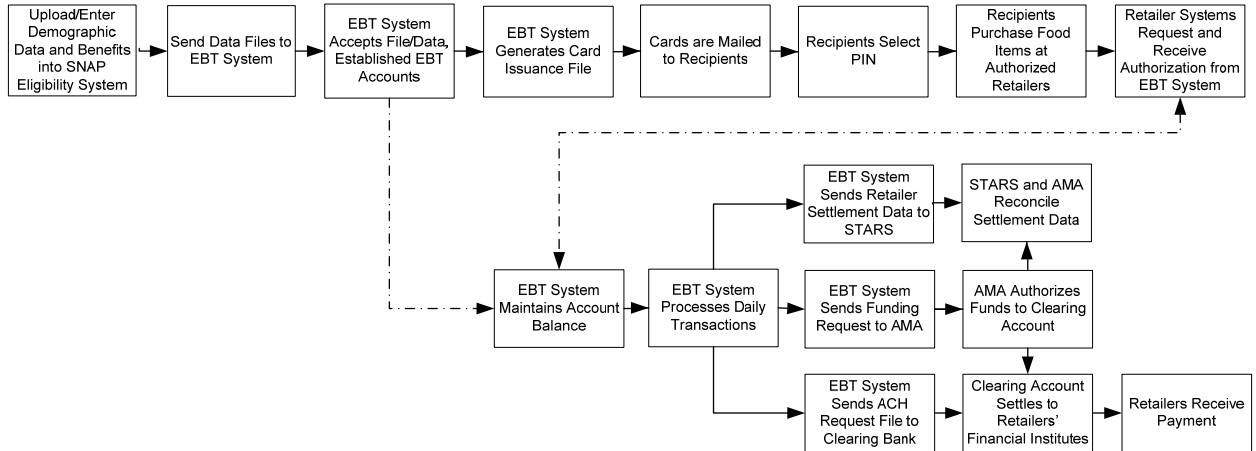 Upload/Enter
Demographic
Data and Benefits
into SNAP
Eligibility System
Send Data Files to
EBT System
EBT System
Accepts File/Data,
Established EBT
Accounts
EBT System
Generates Card
Issuance File
Cards are Mailed
to Recipients
Recipients Select
PIN
Recipients
Purchase Food
Items at
Authorized
Retailers
Retailer Systems
Request and
Receive
Authorization from
EBT System
EBT System
Sends Retailer
Settlement Data to
STARS
STARS and AMA
Reconcile
Settlement Data
EBT System
Maintains Account
Balance
EBT System
Processes Daily
Transactions
EBT System
Sends Funding
Request to AMA
AMA Authorizes
Funds to Clearing
Account
EBT System
Sends ACH
Request File to
Clearing Bank
Clearing Account
Settles to
Retailers’
Financial Institutes
Retailers Receive
Payment